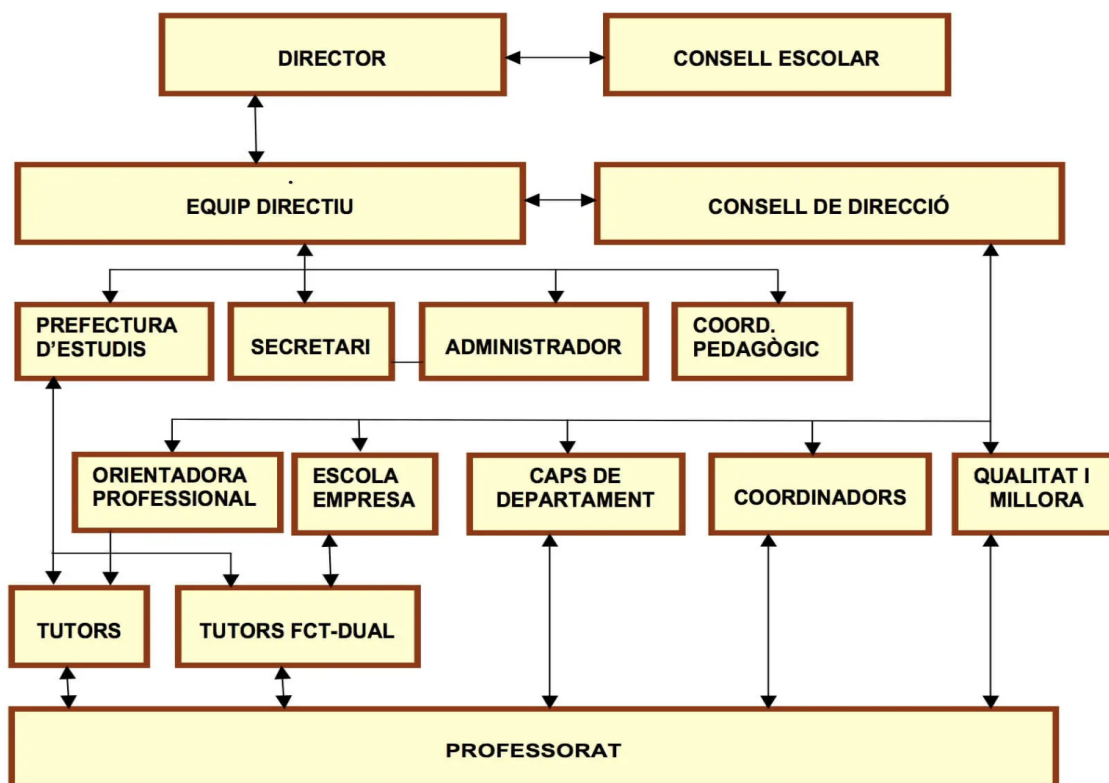 DIRECTOR
CONSELL ESCOLAR
EQUIP DIRECTIU
CONSELL DE DIRECCIÓ
PREFECTURA
D'ESTUDIS
SECRETARI
ADMINISTRADOR
COORD.
PEDAGÒGIC
ORIENTADORA
PROFESSIONAL
ESCOLA
EMPRESA
CAPS DE
DEPARTAMENT
COORDINADORS
QUALITAT I
MILLORA
TUTORS
TUTORS FCT-DUAL
PROFESSORAT